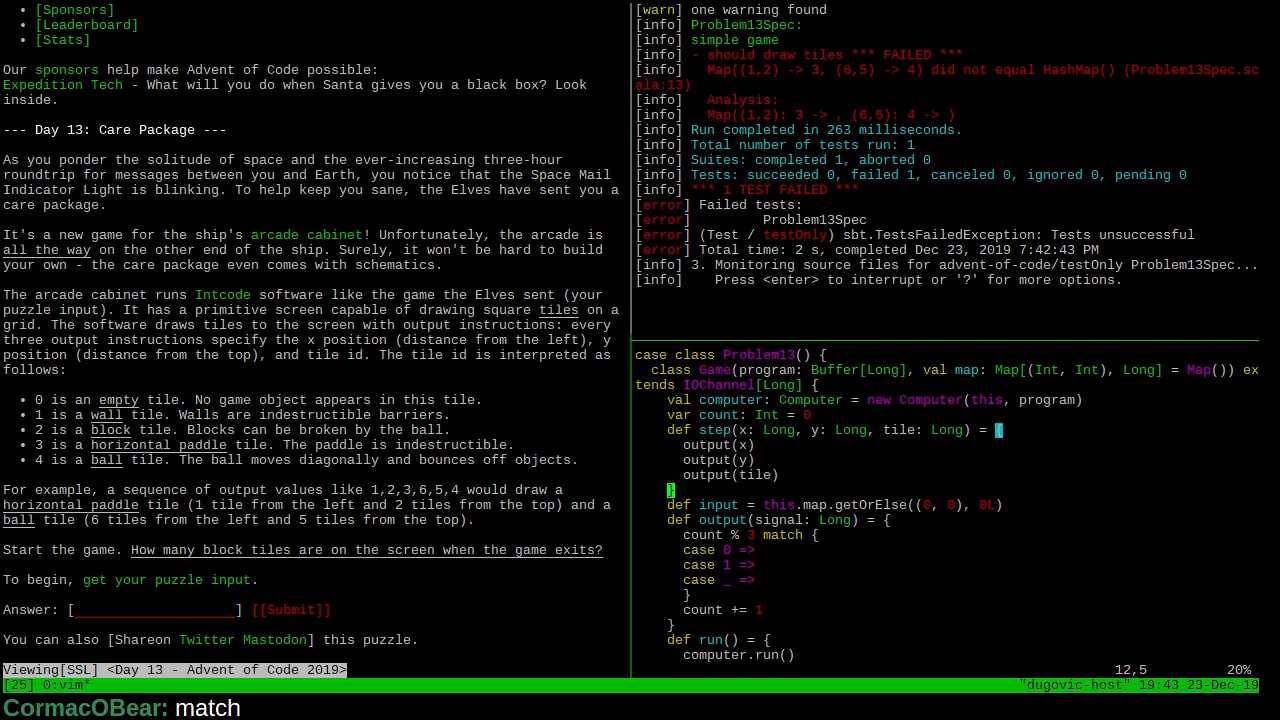 • [Sponsors]
• [Leaderboard]
• [Stats]
Our sponsors help make Advent of Code possible:
Expedition Tech - What will you do when Santa gives you a black box? Look
inside.
--- Day 13: Care Package ---
As you ponder the solitude of space and the ever-increasing three-hour
roundtrip for messages between you and Earth, you notice that the Space Mail
Indicator Light is blinking. To help keep you sane, the Elves have sent you a
care package.
It's a new game for the ship's arcade cabinet! Unfortunately, the arcade is
all the way on the other end of the ship. Surely, it won't be hard to build
your own - the care package even comes with schematics.
The arcade cabinet runs Intcode software like the game the Elves sent (your
puzzle input). It has a primitive screen capable of drawing square tiles on a
grid. The software draws tiles to the screen with output instructions: every
three output instructions specify the x position (distance from the left), y
position (distance from the top), and tile id. The tile id is interpreted as
follows:
• 0 is an empty tile. No game object appears in this tile.
• 1 is a wall tile. Walls are indestructible barriers.
• 2 is a block tile. Blocks can be broken by the ball.
• 3 is a horizontal paddle tile. The paddle is indestructible.
• 4 is a ball tile. The ball moves diagonally and bounces off objects.
For example, a sequence of output values like 1,2,3,6,5,4 would draw a
horizontal paddle tile (1 tile from the left and 2 tiles from the top) and a
ball tile (6 tiles from the left and 5 tiles from the top).
Start the game. How many block tiles are on the screen when the game exits?
To begin, get your puzzle input.
Answer: [____________________] [[Submit]]
You can also [Shareon Twitter Mastodon] this puzzle.
Viewing[SSL] <Day 13 - Advent of Code 2019>
[warn] one warning found
[info] Problem13Spec:
[info] simple game
[info] - should draw tiles *** FAILED ***
[info]   Map((1,2) -> 3, (6,5) -> 4) did not equal HashMap() (Problem13Spec.sc
ala:13)
[info]   Analysis:
[info]   Map((1,2): 3 -> , (6,5): 4 -> )
[info] Run completed in 263 milliseconds.
[info] Total number of tests run: 1
[info] Suites: completed 1, aborted 0
[info] Tests: succeeded 0, failed 1, canceled 0, ignored 0, pending 0
[info] *** 1 TEST FAILED ***
[error] Failed tests:
[error]         Problem13Spec
[error] (Test / testOnly) sbt.TestsFailedException: Tests unsuccessful
[error] Total time: 2 s, completed Dec 23, 2019 7:42:43 PM
[info] 3. Monitoring source files for advent-of-code/testOnly Problem13Spec...
[info]    Press <enter> to interrupt or '?' for more options.
case class Problem13() {
  class Game(program: Buffer[Long], val map: Map[(Int, Int), Long] = Map()) ex
tends IOChannel[Long] {
    val computer: Computer = new Computer(this, program)
    var count: Int = 0
    def step(x: Long, y: Long, tile: Long) = {
      output(x)
      output(y)
      output(tile)
    }
    def input = this.map.getOrElse((0, 0), 0L)
    def output(signal: Long) = {
      count % 3 match {
      case 0 =>
      case 1 =>
      case _ =>
      }
      count += 1
    }
    def run() = {
      computer.run()
12,5 20%
[25] 0:vim* "dugovic-host" 19:43 23-Dec-19
CormacOBear: match